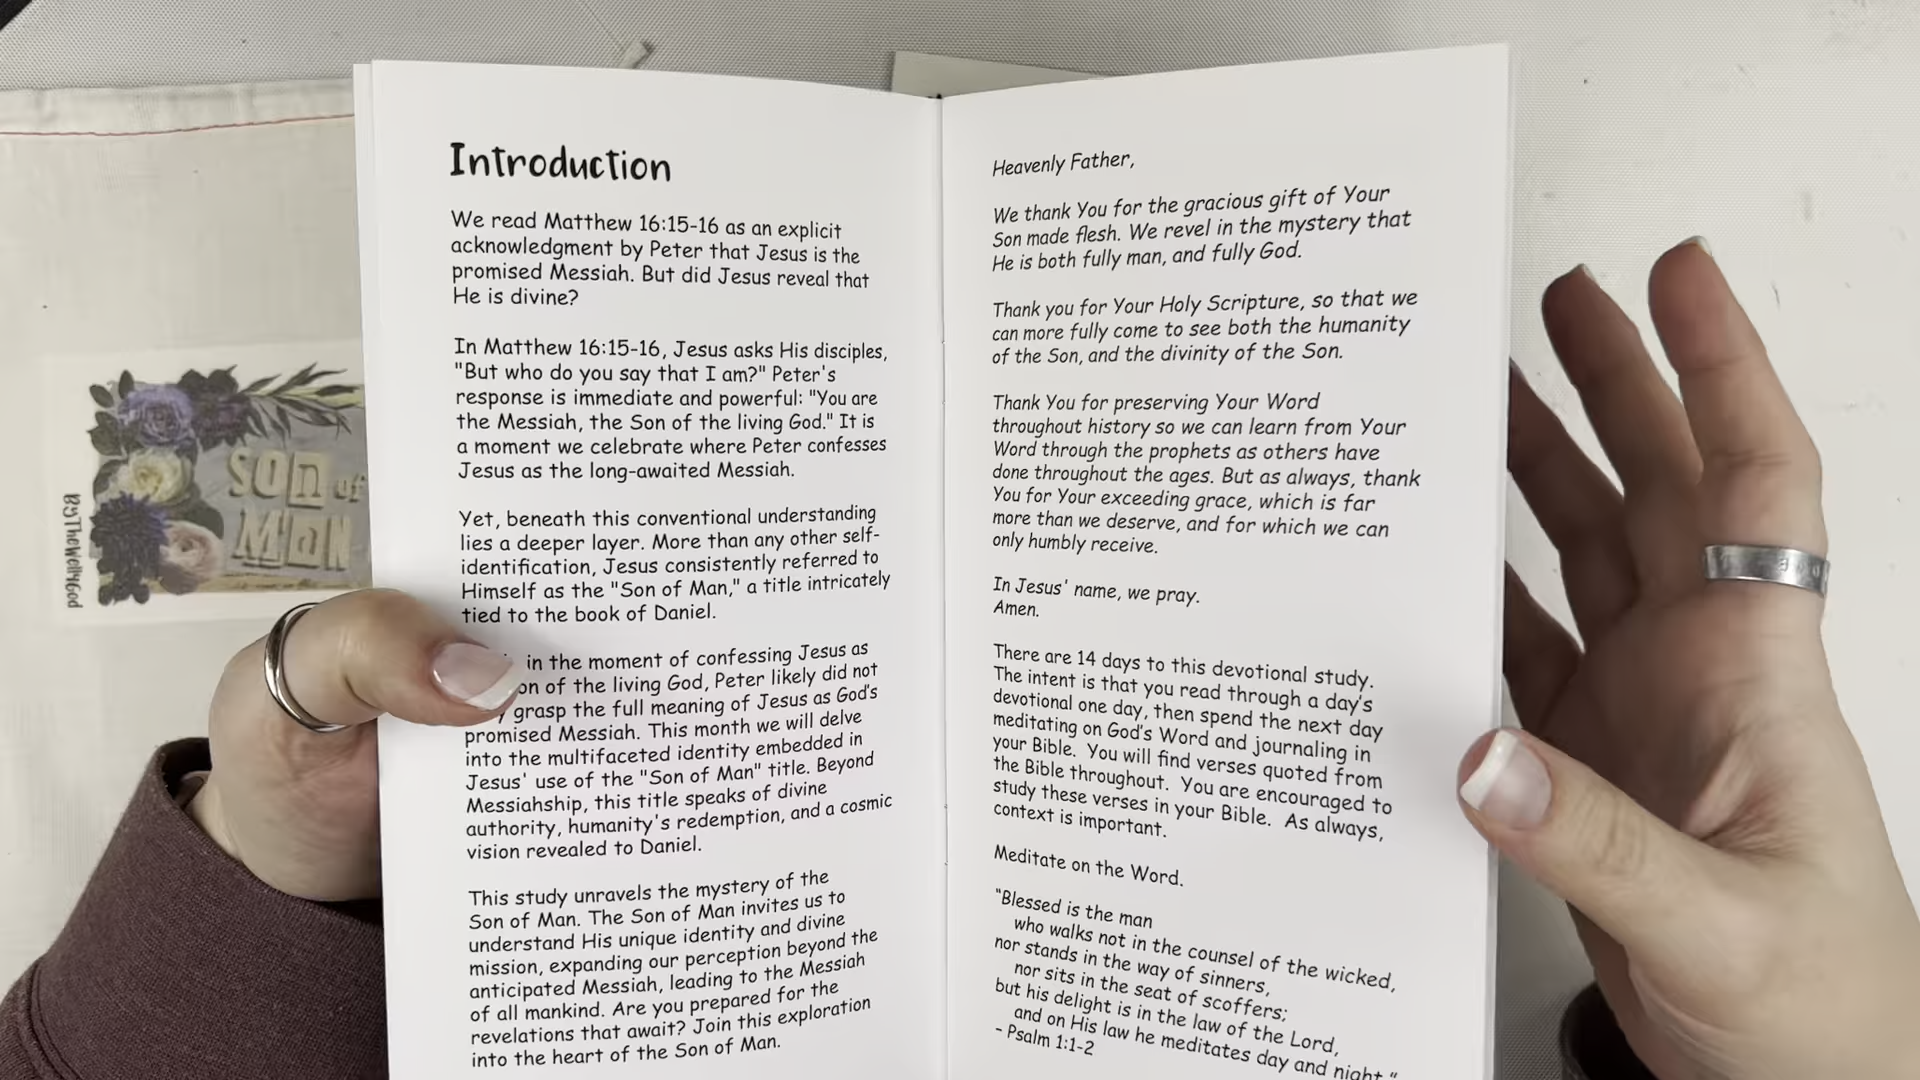 Introduction
We read Matthew 16:15-16 as an explicit
acknowledgment by Peter that Jesus is the
promised Messiah. But did Jesus reveal that
He is divine?
In Matthew 16:15-16, Jesus asks His disciples,
"But who do you say that I am?" Peter's
response is immediate and powerful: "You are
the Messiah, the Son of the living God." It is
a moment we celebrate where Peter confesses
Jesus as the long-awaited Messiah.
Yet, beneath this conventional understanding
lies a deeper layer. More than any other self-
identification, Jesus consistently referred to
Himself as the "Son of Man," a title intricately
tied to the book of Daniel.
in the moment of confessing Jesus as
of the living God, Peter likely did not
grasp the full meaning of Jesus as God's
promised Messiah. This month we will delve
into the multifaceted identity embedded in
Jesus' use of the "Son of Man" title. Beyond
Messiahship, this title speaks of divine
authority, humanity's redemption, and a cosmic
vision revealed to Daniel.
This study unravels the mystery of the
Son of Man. The Son of Man invites us to
understand His unique identity and divine
mission, expanding our perception beyond the
anticipated Messiah, leading to the Messiah
of all mankind. Are you prepared for the
revelations that await? Join this exploration
into the heart of the Son of Man.
Heavenly Father,
We thank You for the gracious gift of Your
Son made flesh. We revel in the mystery that
He is both fully man, and fully God.
Thank you for Your Holy Scripture, so that we
can more fully come to see both the humanity
of the Son, and the divinity of the Son.
Thank You for preserving Your Word
throughout history so we can learn from Your
Word through the prophets as others have
done throughout the ages. But as always, thank
You for Your exceeding grace, which is far
more than we deserve, and for which we can
only humbly receive.
In Jesus' name, we pray.
Amen.
There are 14 days to this devotional study.
The intent is that you read through a day's
devotional one day, then spend the next day
meditating on God's Word and journaling in
your Bible. You will find verses quoted from
the Bible throughout. You are encouraged to
study these verses in your Bible. As always,
context is important.
Meditate on the Word.
"Blessed is the man
who walks not in the counsel of the wicked,
nor stands in the way of sinners,
nor sits in the seat of scoffers;
but his delight is in the law of the Lord,
and on His law he meditates day and night."
- Psalm 1:1-2
Son of
Man
ByTheWell4God